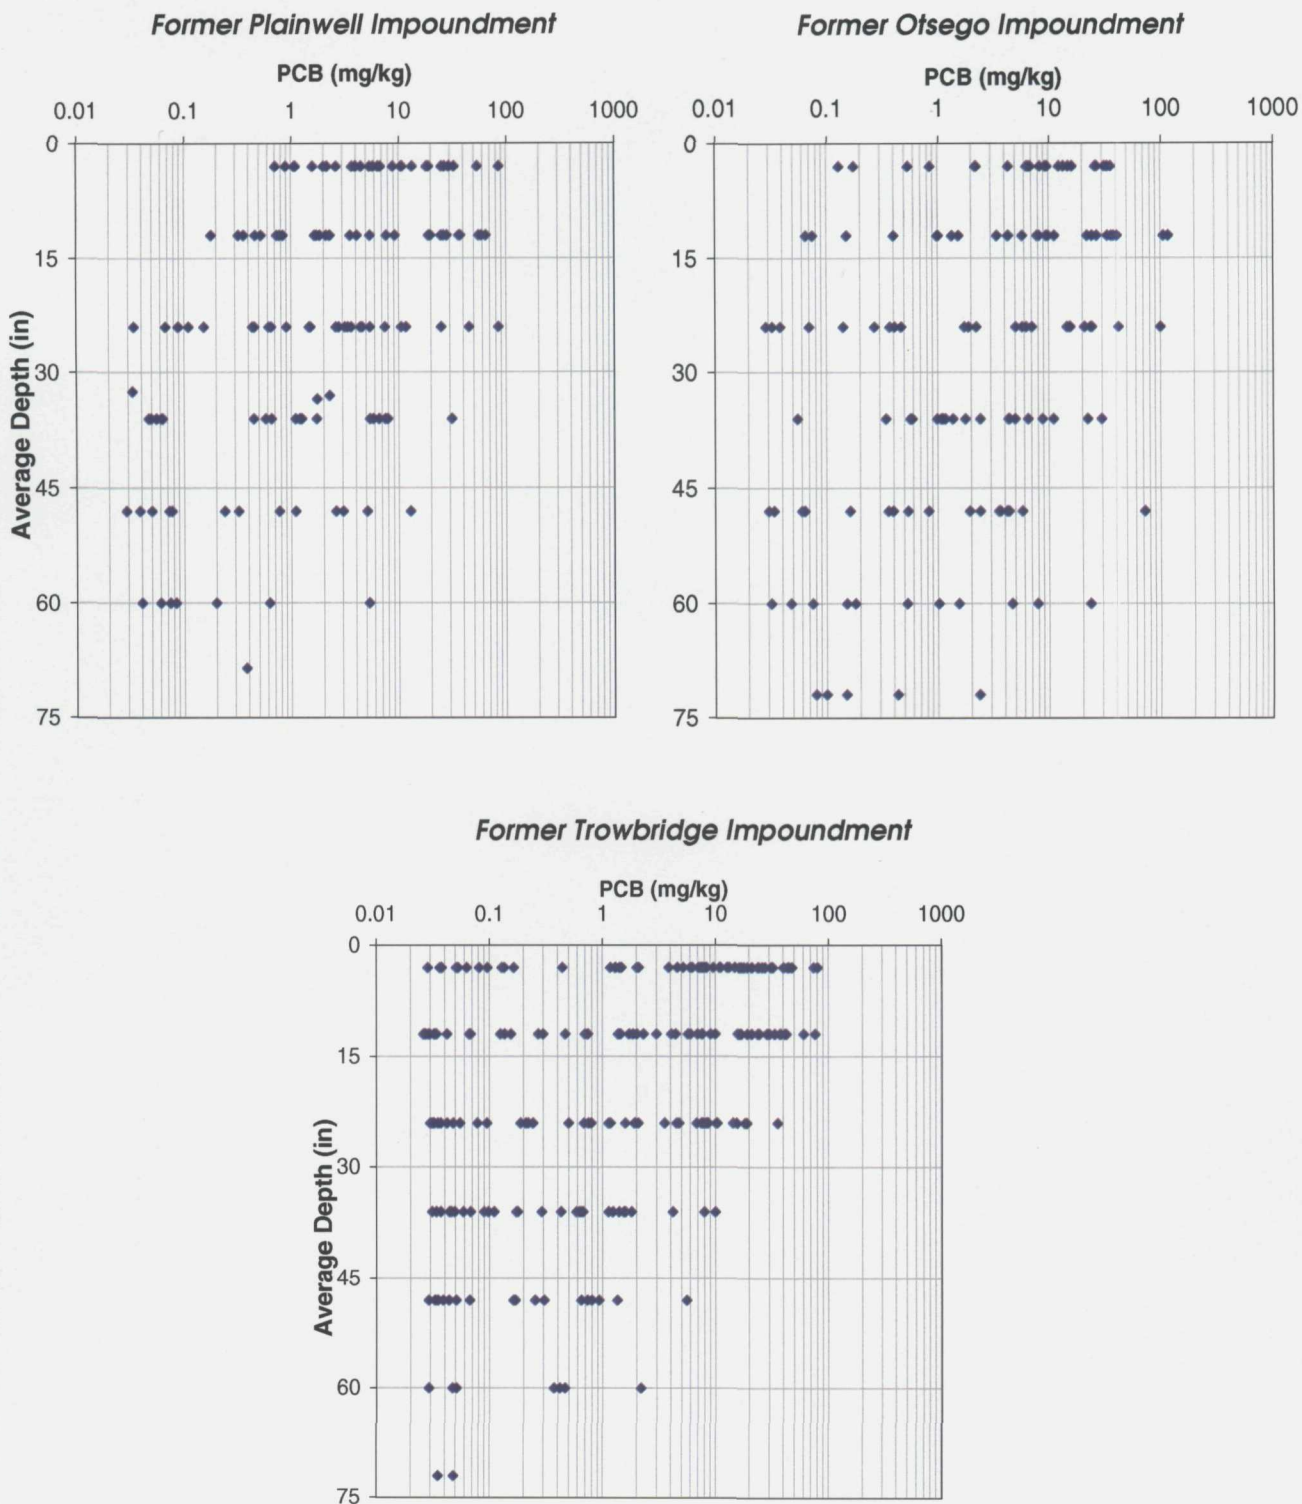 Former Plainwell Impoundment
PCB (mg/kg)
0.01 0.1 1 10 100 1000
0
15
30
45
60
75
Average Depth (in)
Former Otsego Impoundment
PCB (mg/kg)
0.01 0.1 1 10 100 1000
0
15
30
45
60
75
Average Depth (in)
Former Trowbridge Impoundment
PCB (mg/kg)
0.01 0.1 1 10 100 1000
0
15
30
45
60
75
Average Depth (in)